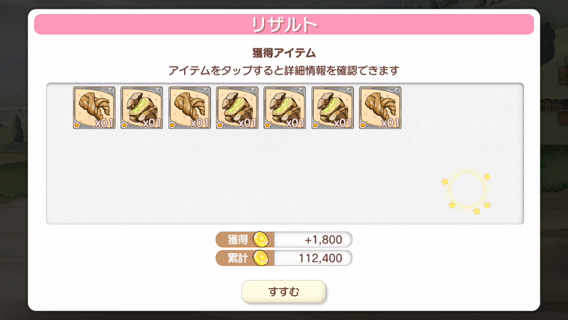 リザルト
獲得アイテム
アイテムをタップすると詳細情報を確認できます
x01 x01 x01 x01 x01 x01 x01
獲得 +1,800
累計 112,400
すすむ